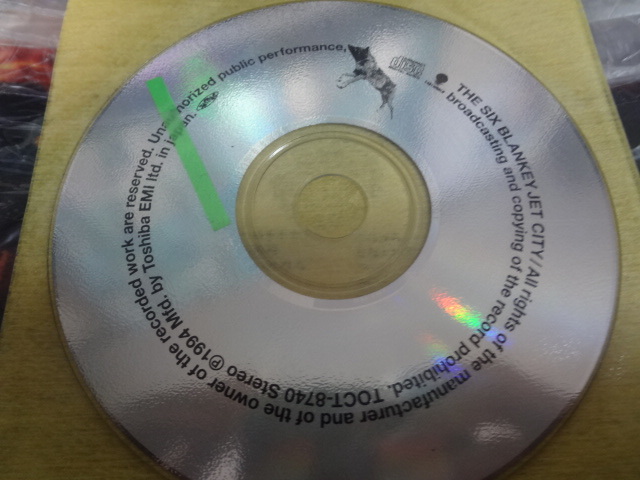 THE SIX BLANKEY JET CITY/All rights of the manufacturer and of the owner of the recorded work are reserved. Unauthorized public performance,
broadcasting and copying of the record prohibited. TOCT-8740 Stereo Ⓟ1994 Mfd. by Toshiba EMI ltd. in japan.